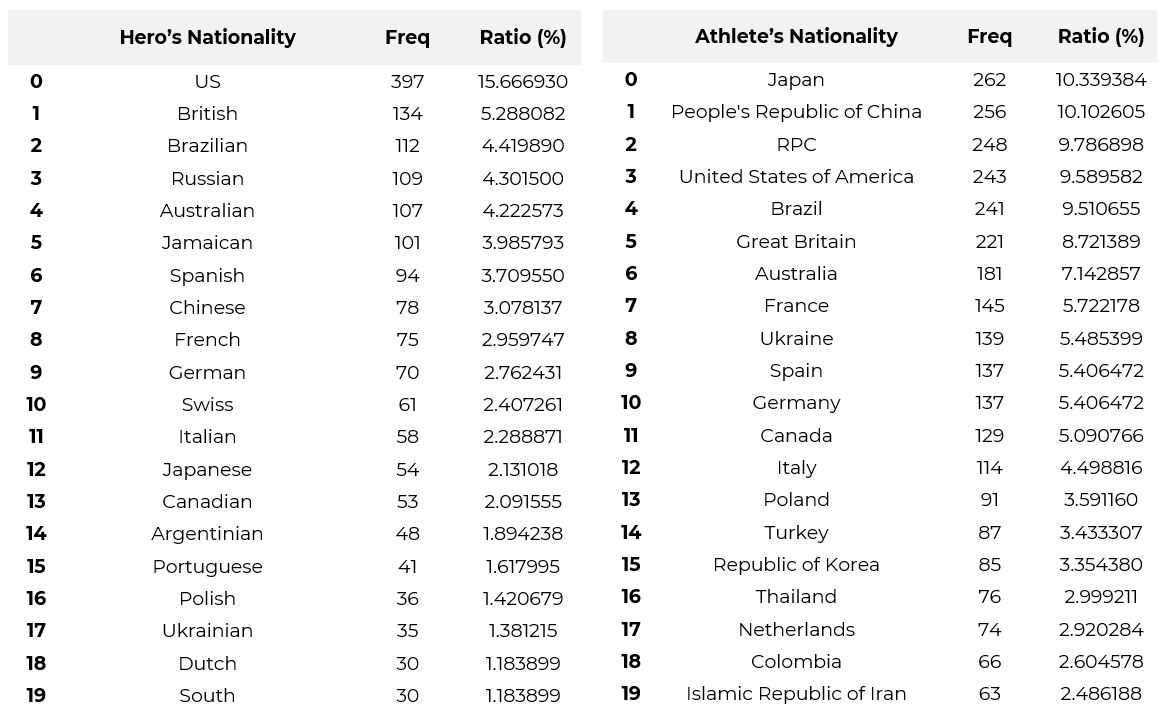 Hero’s Nationality Freq Ratio (%)
0 US 397 15.666930
1 British 134 5.288082
2 Brazilian 112 4.419890
3 Russian 109 4.301500
4 Australian 107 4.222573
5 Jamaican 101 3.985793
6 Spanish 94 3.709550
7 Chinese 78 3.078137
8 French 75 2.959747
9 German 70 2.762431
10 Swiss 61 2.407261
11 Italian 58 2.288871
12 Japanese 54 2.131018
13 Canadian 53 2.091555
14 Argentinian 48 1.894238
15 Portuguese 41 1.617995
16 Polish 36 1.420679
17 Ukrainian 35 1.381215
18 Dutch 30 1.183899
19 South 30 1.183899
Athlete’s Nationality Freq Ratio (%)
0 Japan 262 10.339384
1 People's Republic of China 256 10.102605
2 RPC 248 9.786898
3 United States of America 243 9.589582
4 Brazil 241 9.510655
5 Great Britain 221 8.721389
6 Australia 181 7.142857
7 France 145 5.722178
8 Ukraine 139 5.485399
9 Spain 137 5.406472
10 Germany 137 5.406472
11 Canada 129 5.090766
12 Italy 114 4.498816
13 Poland 91 3.591160
14 Turkey 87 3.433307
15 Republic of Korea 85 3.354380
16 Thailand 76 2.999211
17 Netherlands 74 2.920284
18 Colombia 66 2.604578
19 Islamic Republic of Iran 63 2.486188